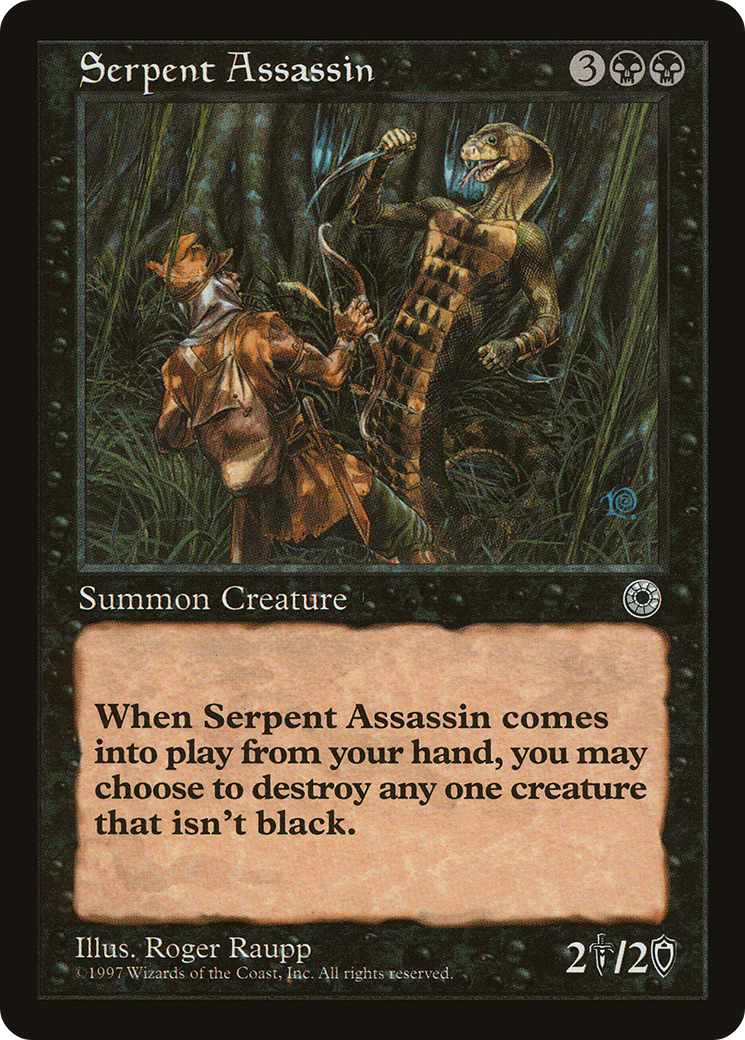 Serpent Assassin 3
Summon Creature
When Serpent Assassin comes
into play from your hand, you may
choose to destroy any one creature
that isn't black.
Illus. Roger Raupp
©1997 Wizards of the Coast, Inc. All rights reserved.
2/2